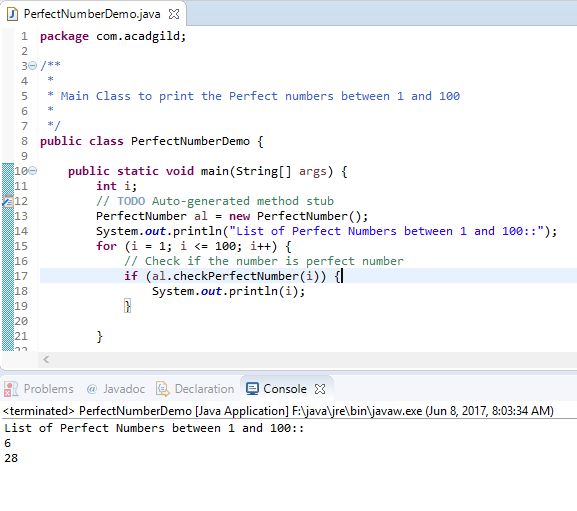 PerfectNumberDemo.java
1 package com.acadgild;
2
3 /**
4 *
5 * Main Class to print the Perfect numbers between 1 and 100
6 *
7 */
8 public class PerfectNumberDemo {
9
10 public static void main(String[] args) {
11 int i;
12 // TODO Auto-generated method stub
13 PerfectNumber al = new PerfectNumber();
14 System.out.println("List of Perfect Numbers between 1 and 100::");
15 for (i = 1; i <= 100; i++) {
16 // Check if the number is perfect number
17 if (al.checkPerfectNumber(i)) {
18 System.out.println(i);
19 }
20
21 }
22
Problems @ Javadoc Declaration Console
<terminated> PerfectNumberDemo [Java Application] F:\java\jre\bin\javaw.exe (Jun 8, 2017, 8:03:34 AM)
List of Perfect Numbers between 1 and 100::
6
28